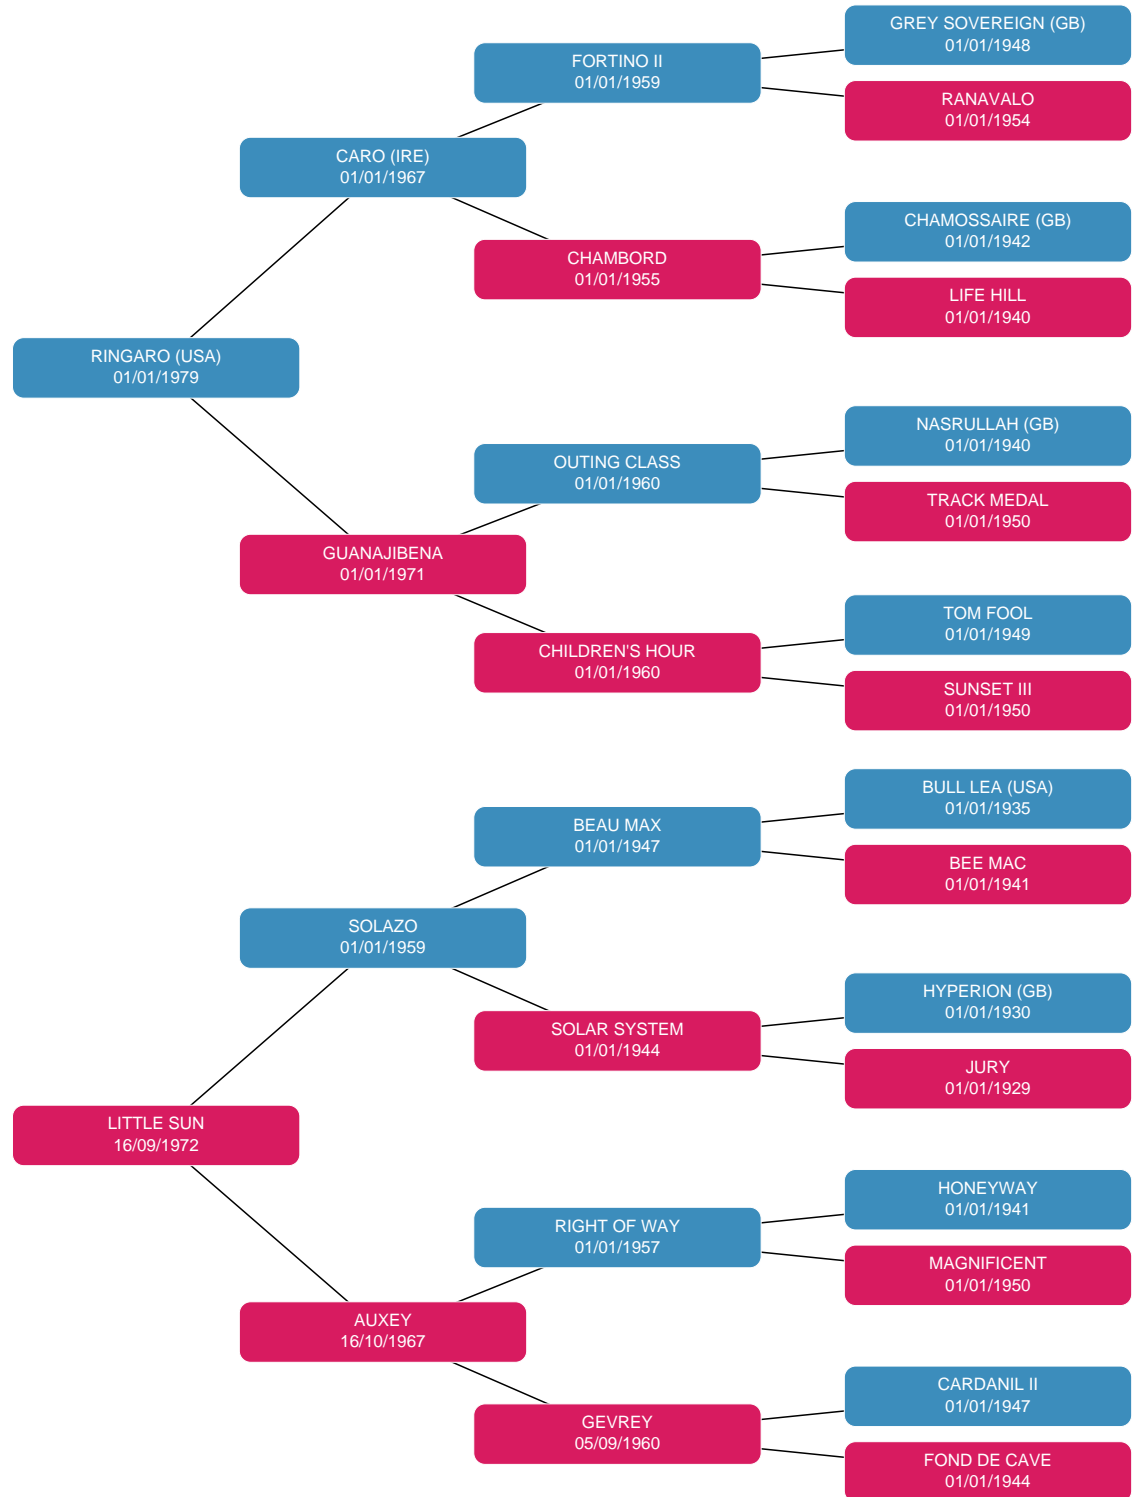 GREY SOVEREIGN (GB)
01/01/1948
FORTINO II
01/01/1959
RANAVALO
01/01/1954
CARO (IRE)
01/01/1967
CHAMOSSAIRE (GB)
01/01/1942
CHAMBORD
01/01/1955
LIFE HILL
01/01/1940
RINGARO (USA)
01/01/1979
NASRULLAH (GB)
01/01/1940
OUTING CLASS
01/01/1960
TRACK MEDAL
01/01/1950
GUANAJIBENA
01/01/1971
TOM FOOL
01/01/1949
CHILDREN'S HOUR
01/01/1960
SUNSET III
01/01/1950
BULL LEA (USA)
01/01/1935
BEAU MAX
01/01/1947
BEE MAC
01/01/1941
SOLAZO
01/01/1959
HYPERION (GB)
01/01/1930
SOLAR SYSTEM
01/01/1944
JURY
01/01/1929
LITTLE SUN
16/09/1972
HONEYWAY
01/01/1941
RIGHT OF WAY
01/01/1957
MAGNIFICENT
01/01/1950
AUXEY
16/10/1967
CARDANIL II
01/01/1947
GEVREY
05/09/1960
FOND DE CAVE
01/01/1944